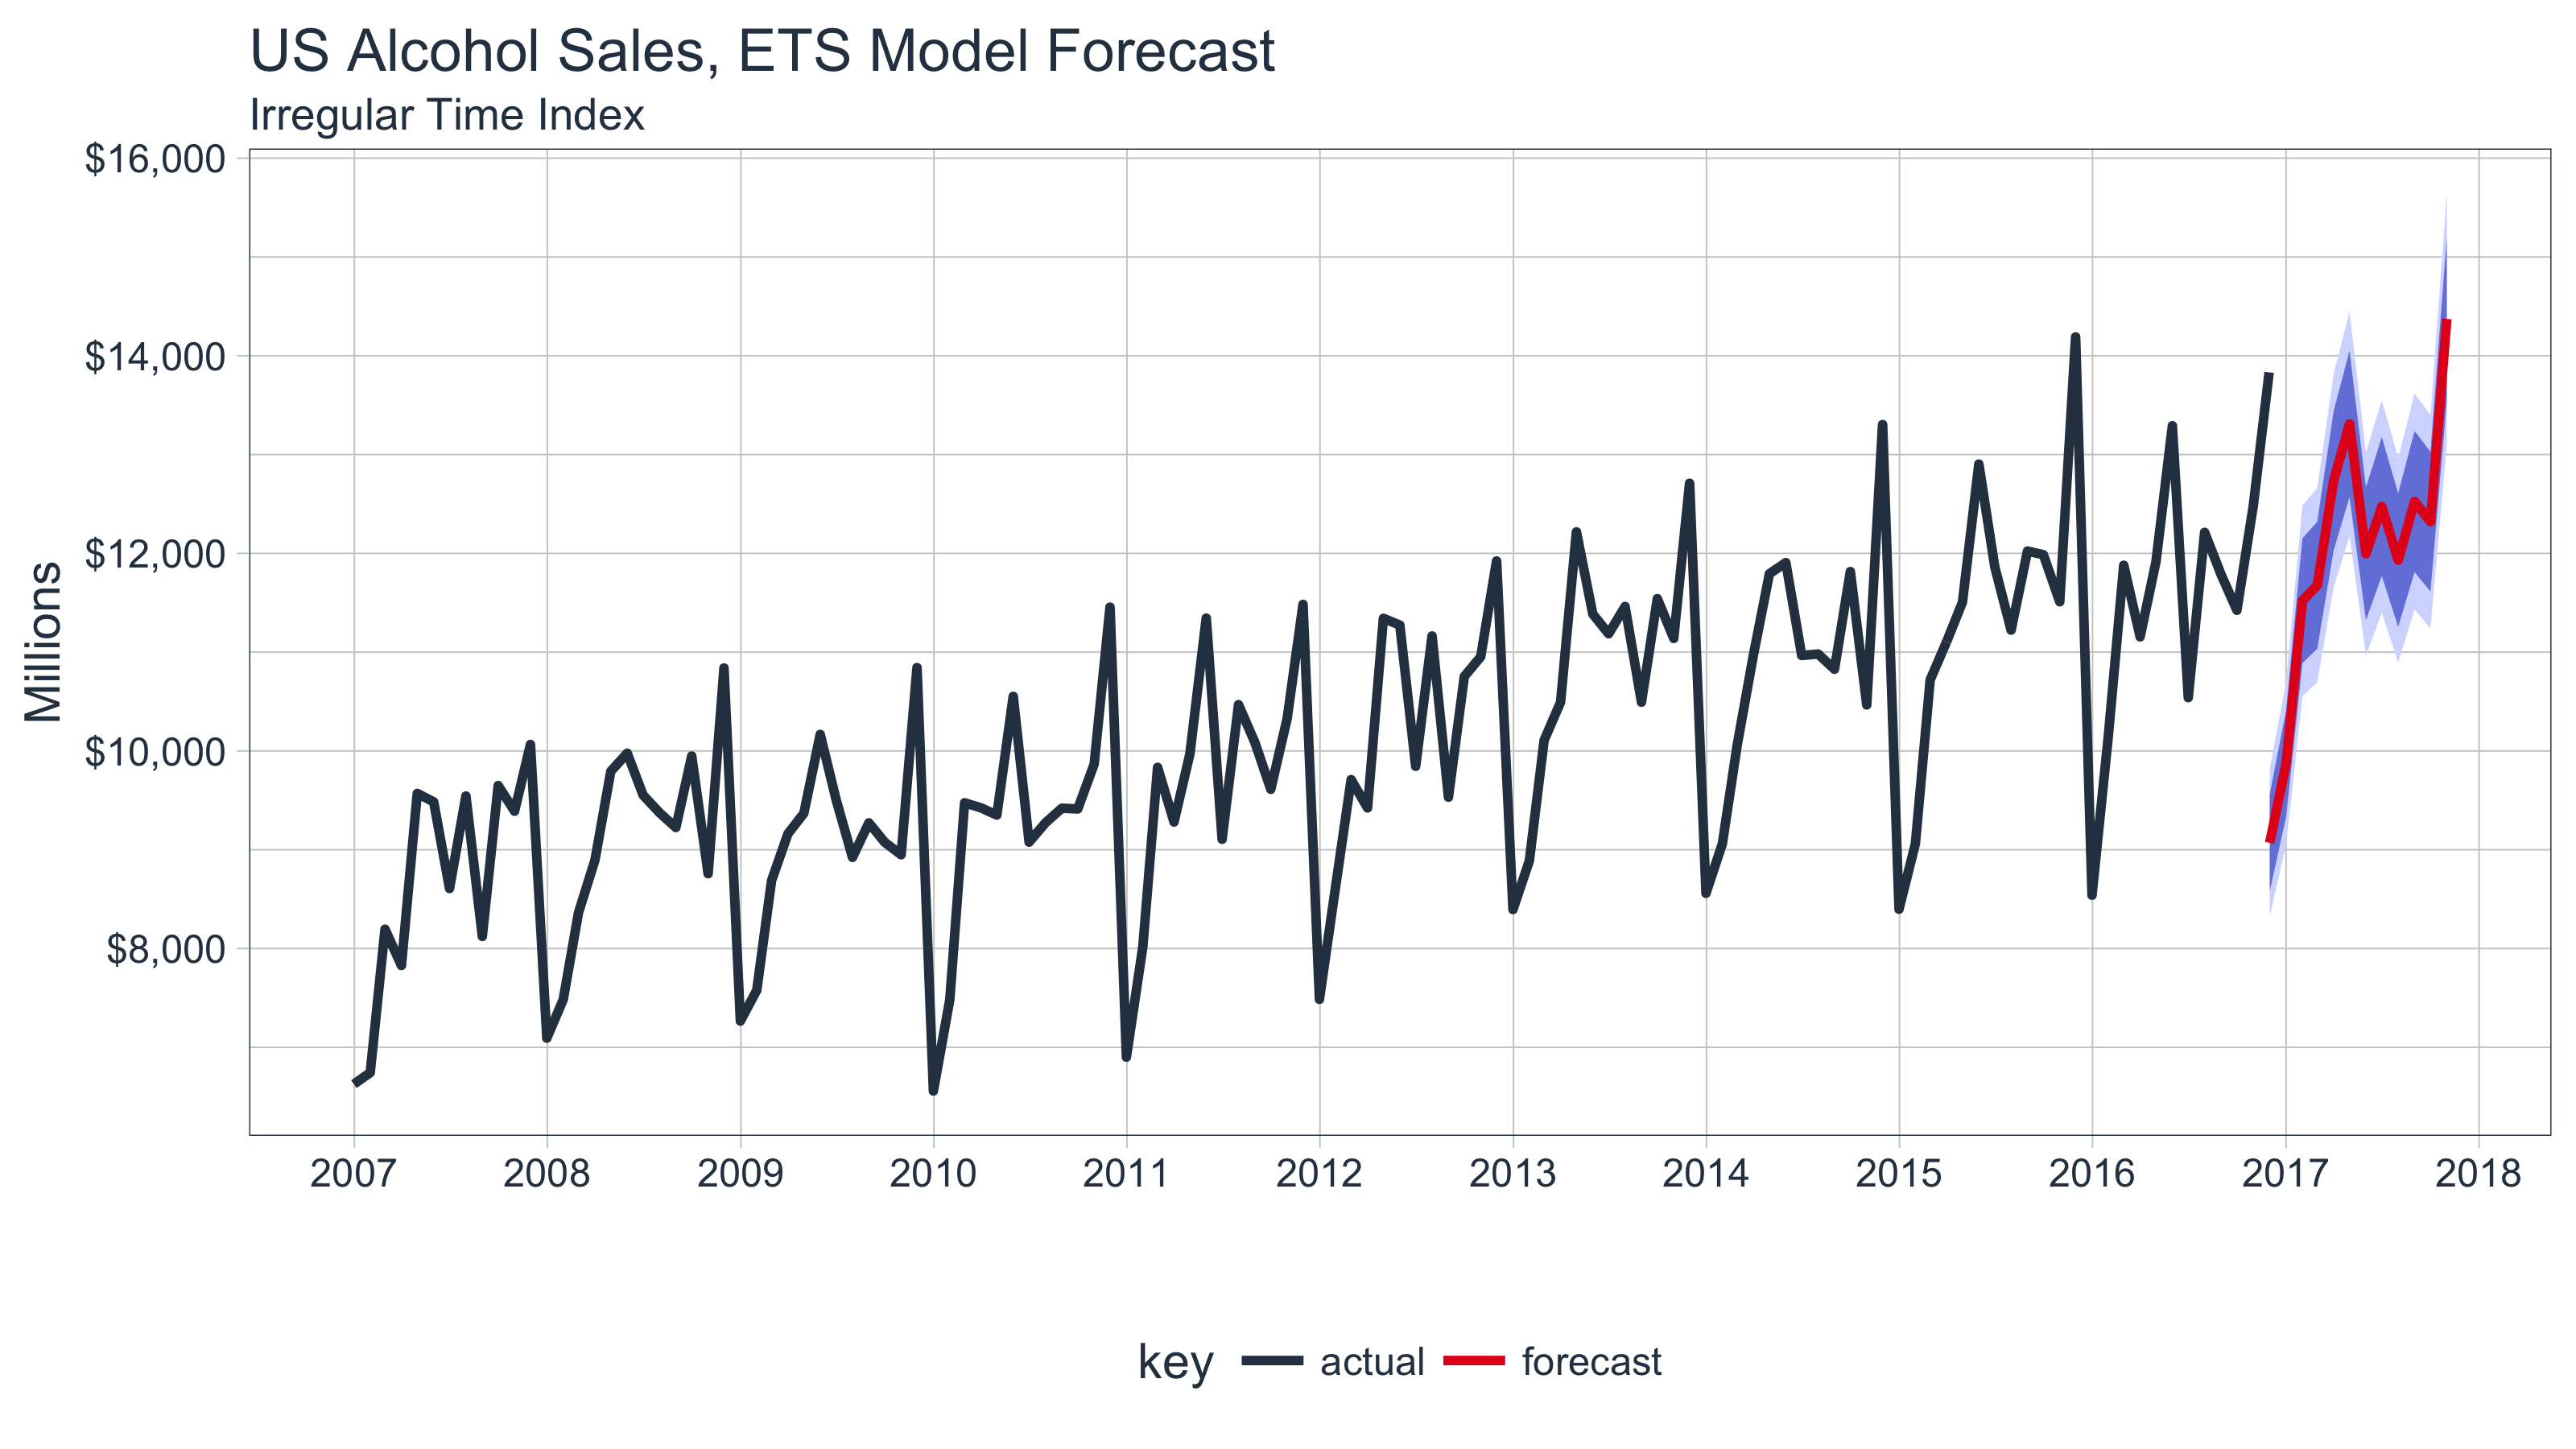 US Alcohol Sales, ETS Model Forecast
Irregular Time Index
$16,000
$14,000
$12,000
$10,000
$8,000
Millions
2007 2008 2009 2010 2011 2012 2013 2014 2015 2016 2017 2018
key actual forecast